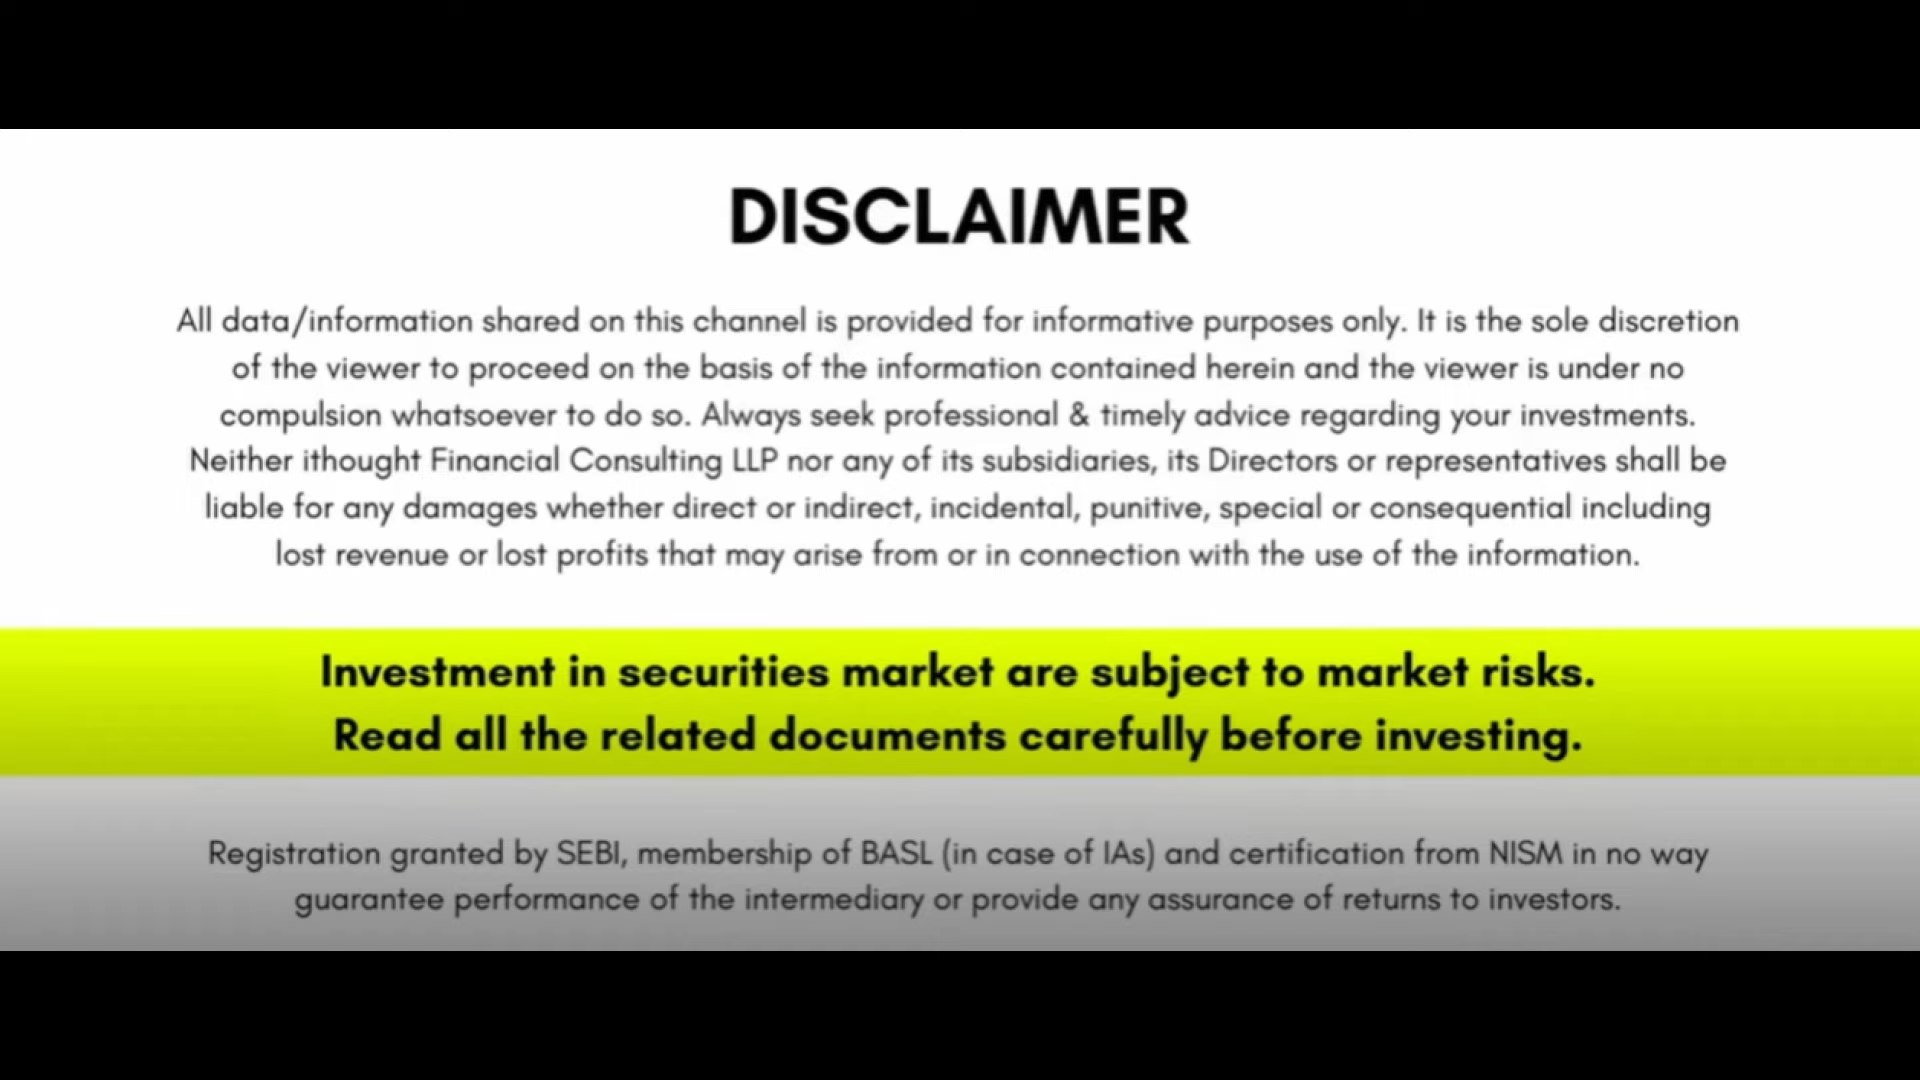 DISCLAIMER
All data/information shared on this channel is provided for informative purposes only. It is the sole discretion
of the viewer to proceed on the basis of the information contained herein and the viewer is under no
compulsion whatsoever to do so. Always seek professional & timely advice regarding your investments.
Neither ithought Financial Consulting LLP nor any of its subsidiaries, its Directors or representatives shall be
liable for any damages whether direct or indirect, incidental, punitive, special or consequential including
lost revenue or lost profits that may arise from or in connection with the use of the information.
Investment in securities market are subject to market risks.
Read all the related documents carefully before investing.
Registration granted by SEBI, membership of BASL (in case of IAs) and certification from NISM in no way
guarantee performance of the intermediary or provide any assurance of returns to investors.